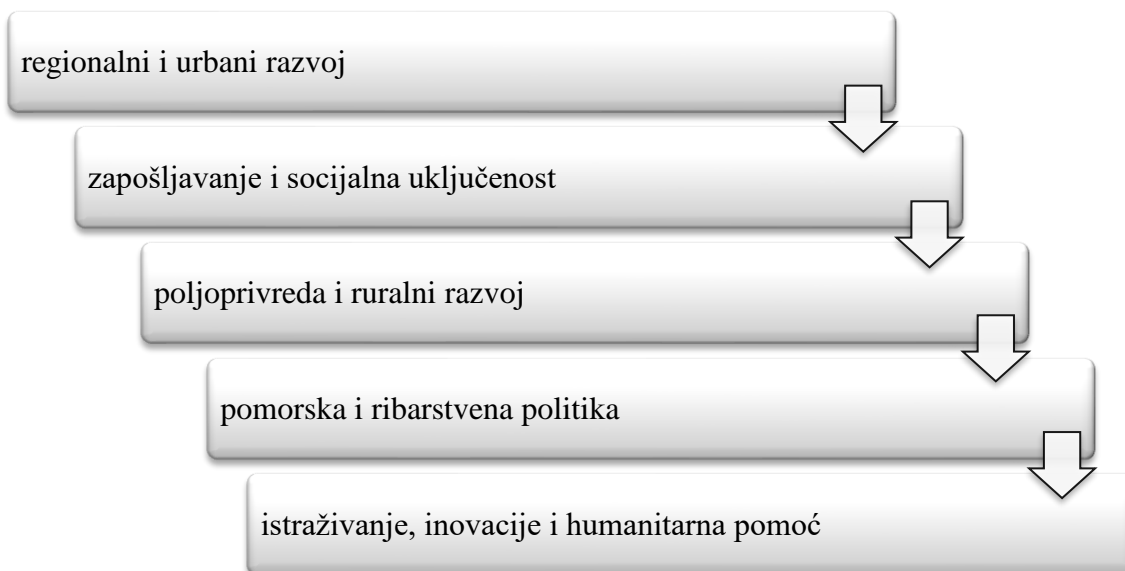 regionalni i urbani razvoj
zapošljavanje i socijalna uključenost
poljoprivreda i ruralni razvoj
pomorska i ribarstvena politika
istraživanje, inovacije i humanitarna pomoć